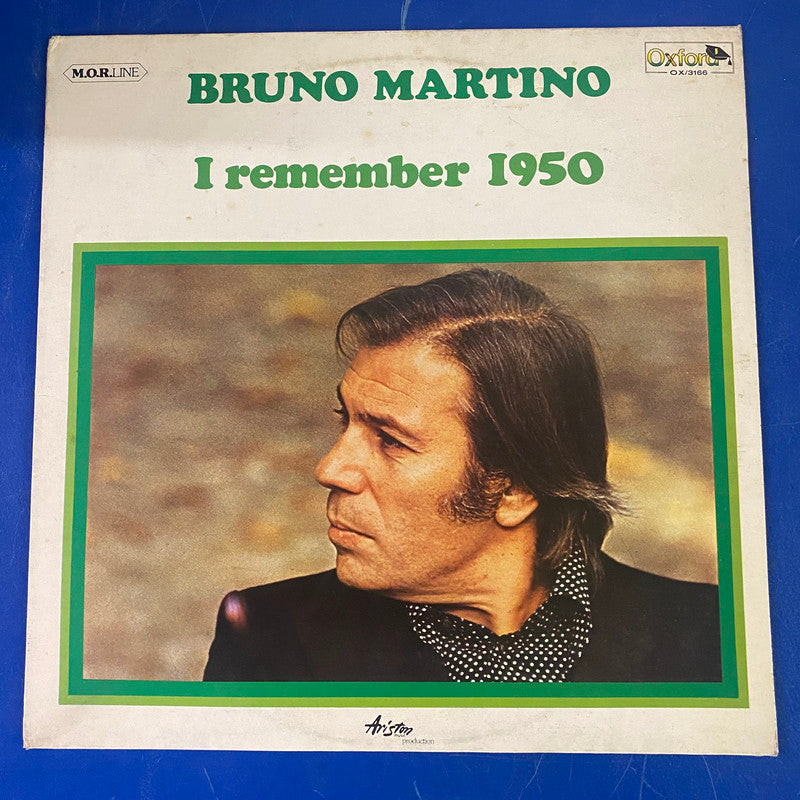 M.O.R.LINE
Oxford
OX/3166
BRUNO MARTINO
I remember 1950
Ariston
production